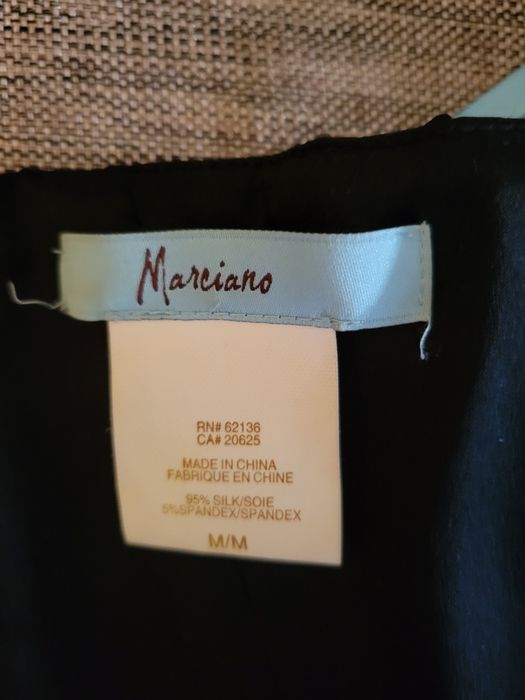 Marciano
RN# 62136
CA# 20625
MADE IN CHINA
FABRIQUE EN CHINE
95% SILK/SOIE
5%SPANDEX/SPANDEX
M/M